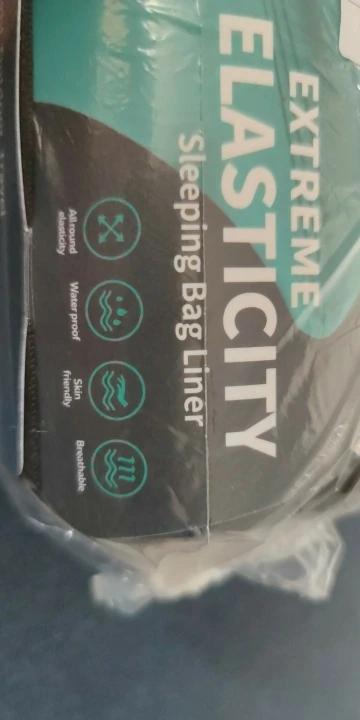 EXTREME
ELASTICITY
Sleeping Bag Liner
All-round
elasticity
Water proof
Skin
friendly
Breathable